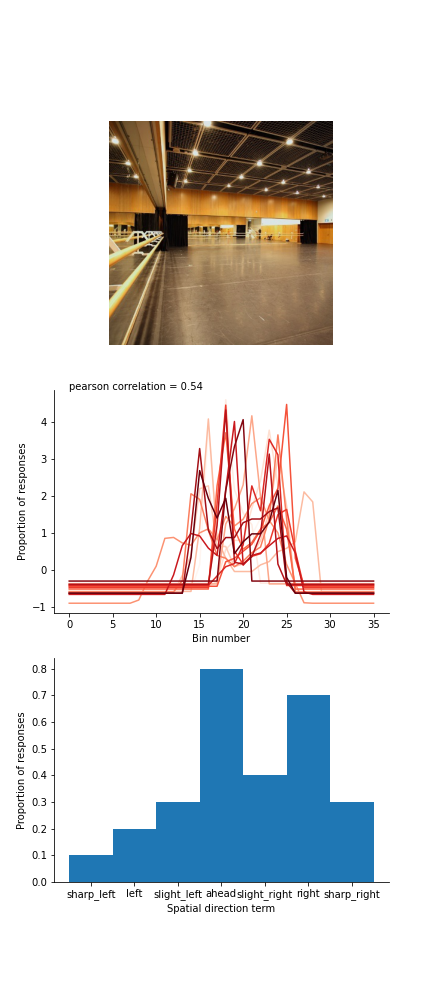 pearson correlation = 0.54
Proportion of responses
4
3
2
1
0
−1
0 5 10 15 20 25 30 35
Bin number
Proportion of responses
0.8
0.7
0.6
0.5
0.4
0.3
0.2
0.1
0.0
sharp_left left slight_left ahead slight_right right sharp_right
Spatial direction term